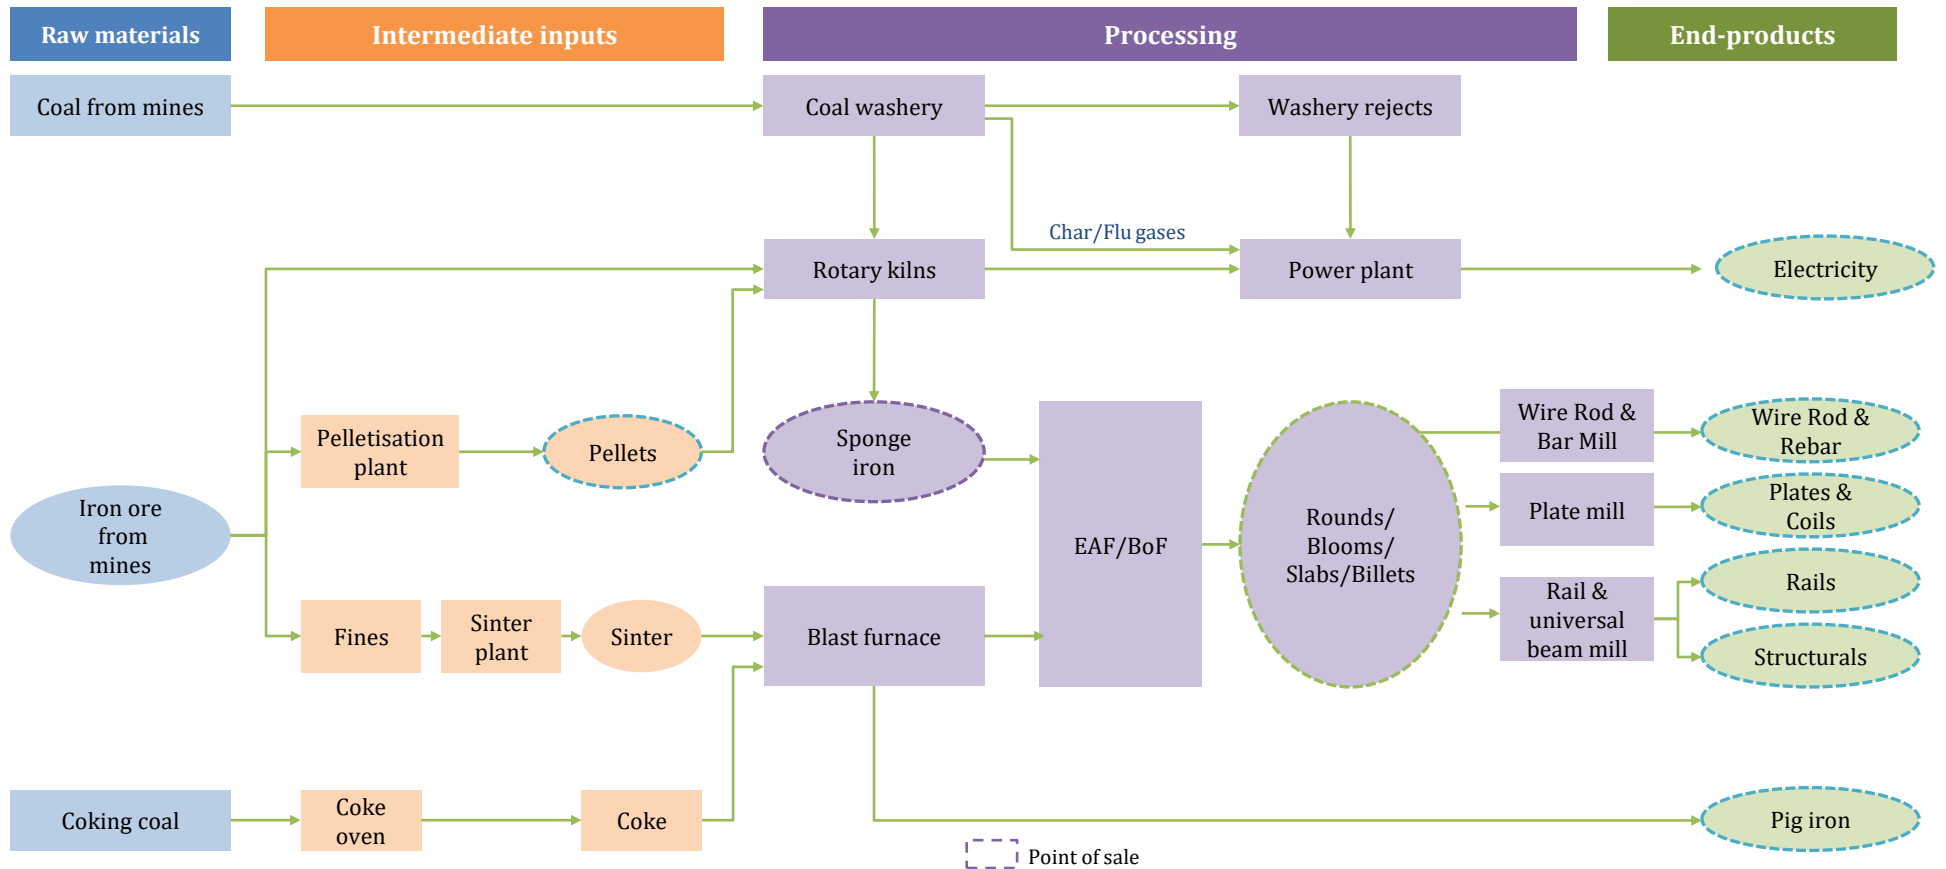 Raw materials
Intermediate inputs
Processing
End-products
Coal from mines
Coal washery
Washery rejects
Char/Flu gases
Rotary kilns
Power plant
Electricity
Pelletisation
plant
Pellets
Sponge
iron
Wire Rod &
Bar Mill
Wire Rod &
Rebar
Iron ore
from
mines
EAF/BoF
Rounds/
Blooms/
Slabs/Billets
Plate mill
Plates &
Coils
Fines
Sinter
plant
Sinter
Blast furnace
Rail &
universal
beam mill
Rails
Structurals
Coking coal
Coke
oven
Coke
Pig iron
Point of sale